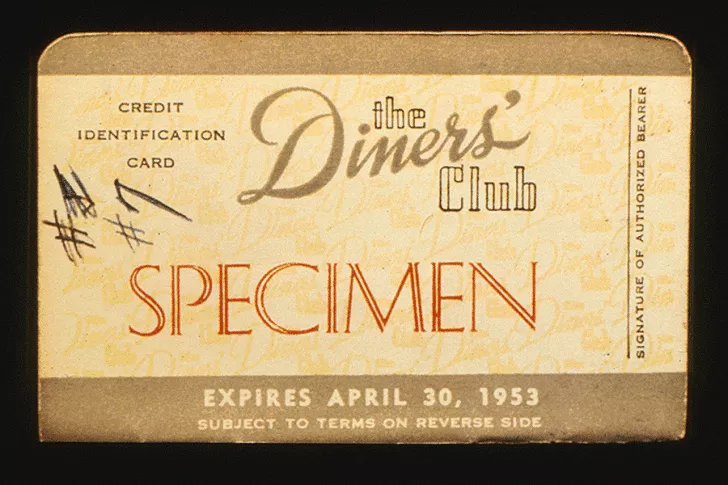 CREDIT
IDENTIFICATION
CARD
the
Diners'
Club
#7
SPECIMEN
SIGNATURE OF AUTHORIZED BEARER
EXPIRES APRIL 30, 1953
SUBJECT TO TERMS ON REVERSE SIDE